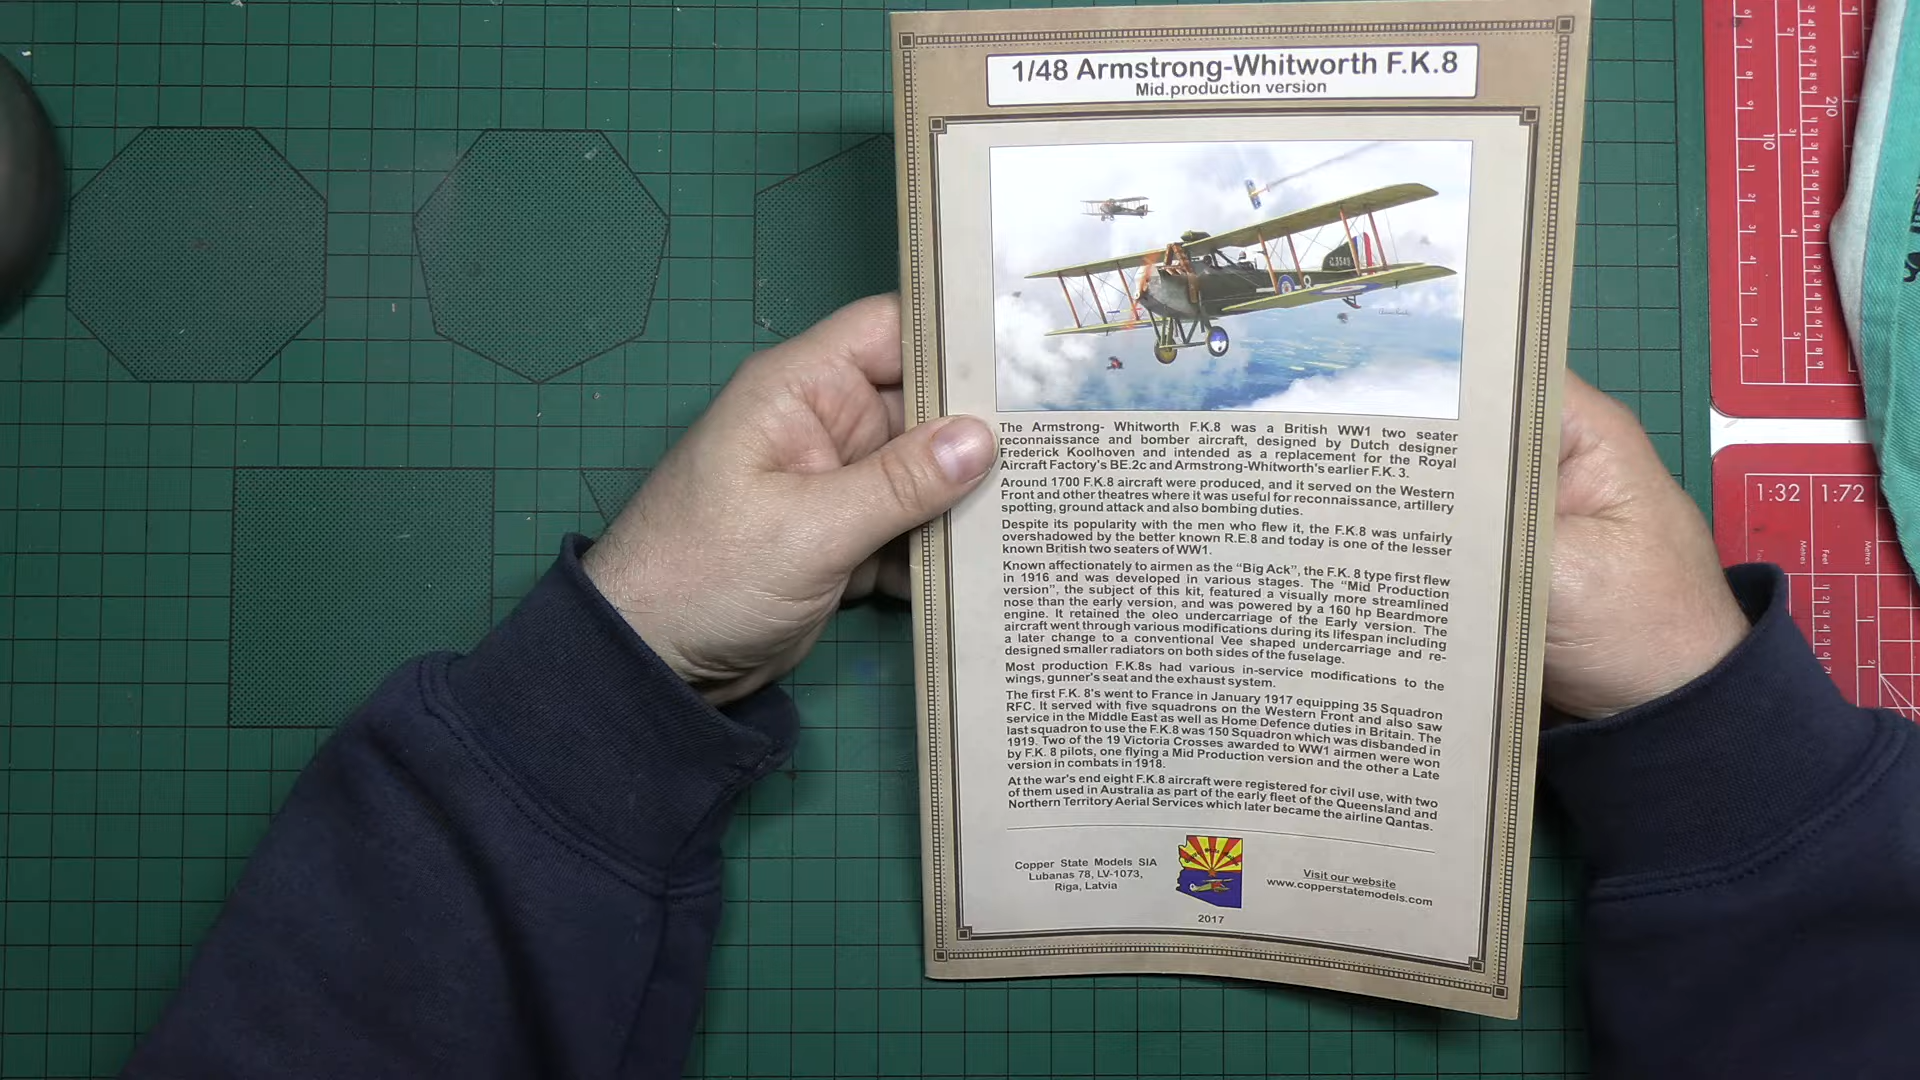 1/48 Armstrong-Whitworth F.K.8
Mid.production version
The Armstrong- Whitworth F.K.8 was a British WW1 two seater
reconnaissance and bomber aircraft, designed by Dutch designer
Frederick Koolhoven and intended as a replacement for the Royal
Aircraft Factory's BE.2c and Armstrong-Whitworth's earlier F.K. 3.
Around 1700 F.K.8 aircraft were produced, and it served on the Western
Front and other theatres where it was useful for reconnaissance, artillery
spotting, ground attack and also bombing duties.
Despite its popularity with the men who flew it, the F.K.8 was unfairly
overshadowed by the better known R.E.8 and today is one of the lesser
known British two seaters of WW1.
Known affectionately to airmen as the “Big Ack”, the F.K. 8 type first flew
in 1916 and was developed in various stages. The “Mid Production
version”, the subject of this kit, featured a visually more streamlined
nose than the early version, and was powered by a 160 hp Beardmore
engine. It retained the oleo undercarriage of the Early version. The
aircraft went through various modifications during its lifespan including
a later change to a conventional Vee shaped undercarriage and re-
designed smaller radiators on both sides of the fuselage.
Most production F.K.8s had various in-service modifications to the
wings, gunner's seat and the exhaust system.
The first F.K. 8's went to France in January 1917 equipping 35 Squadron
RFC. It served with five squadrons on the Western Front and also saw
service in the Middle East as well as Home Defence duties in Britain. The
last squadron to use the F.K.8 was 150 Squadron which was disbanded in
1919. Two of the 19 Victoria Crosses awarded to WW1 airmen were won
by F.K. 8 pilots, one flying a Mid Production version and the other a Late
version in combats in 1918.
At the war's end eight F.K.8 aircraft were registered for civil use, with two
of them used in Australia as part of the early fleet of the Queensland and
Northern Territory Aerial Services which later became the airline Qantas.
Copper State Models SIA
Lubanas 78, LV-1073,
Riga, Latvia
Visit our website
www.copperstatemodels.com
2017
1:32 1:72
Metres
Feet
Metres